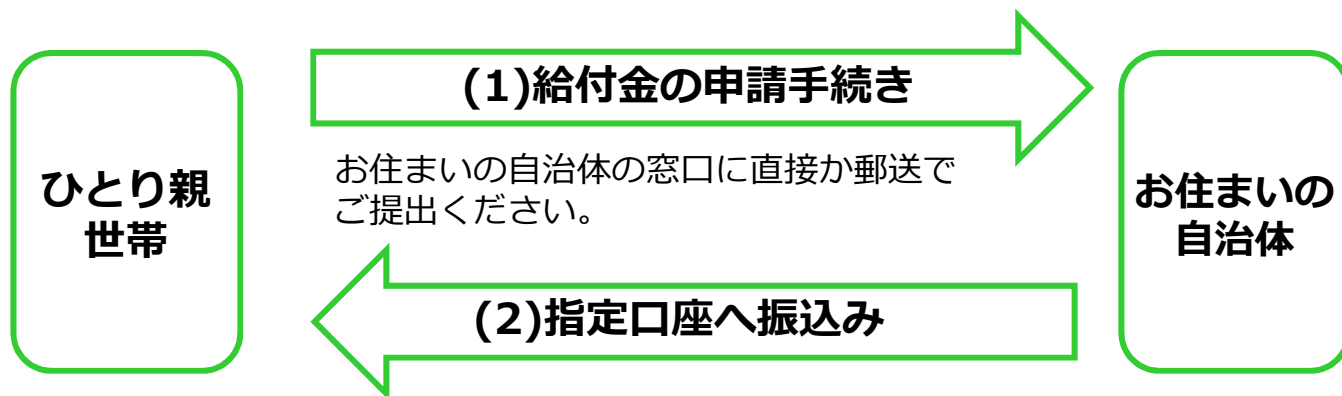 ひとり親
世帯
(1)給付金の申請手続き
お住まいの自治体の窓口に直接か郵送で
ご提出ください。
(2)指定口座へ振込み
お住まいの
自治体